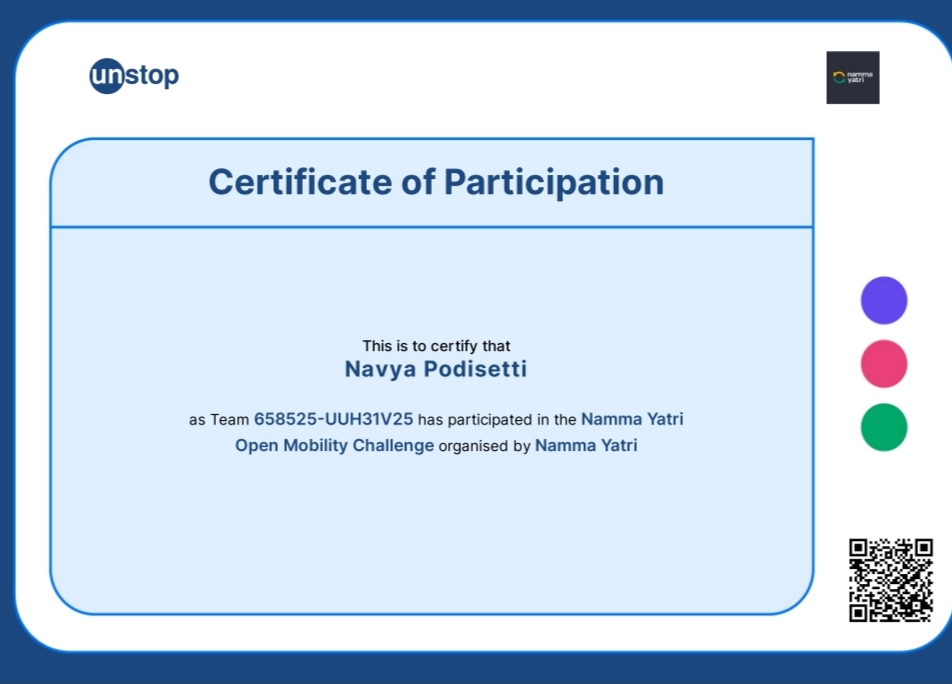 unstop
namma
yatri
Certificate of Participation
This is to certify that
Navya Podisetti
as Team 658525-UUH31V25 has participated in the Namma Yatri
Open Mobility Challenge organised by Namma Yatri